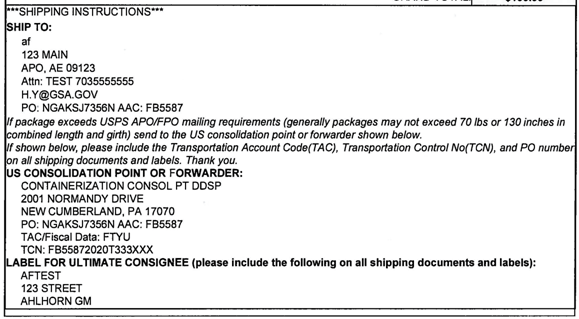 ***SHIPPING INSTRUCTIONS***
SHIP TO:
af
123 MAIN
APO, AE 09123
Attn: TEST 7035555555
H.Y@GSA.GOV
PO: NGAKSJ7356N AAC: FB5587
If package exceeds USPS APO/FPO mailing requirements (generally packages may not exceed 70 lbs or 130 inches in
combined length and girth) send to the US consolidation point or forwarder shown below.
If shown below, please include the Transportation Account Code(TAC), Transportation Control No(TCN), and PO number
on all shipping documents and labels. Thank you.
US CONSOLIDATION POINT OR FORWARDER:
CONTAINERIZATION CONSOL PT DDSP
2001 NORMANDY DRIVE
NEW CUMBERLAND, PA 17070
PO: NGAKSJ7356N AAC: FB5587
TAC/Fiscal Data: FTYU
TCN: FB55872020T333XXX
LABEL FOR ULTIMATE CONSIGNEE (please include the following on all shipping documents and labels):
AFTEST
123 STREET
AHLHORN GM